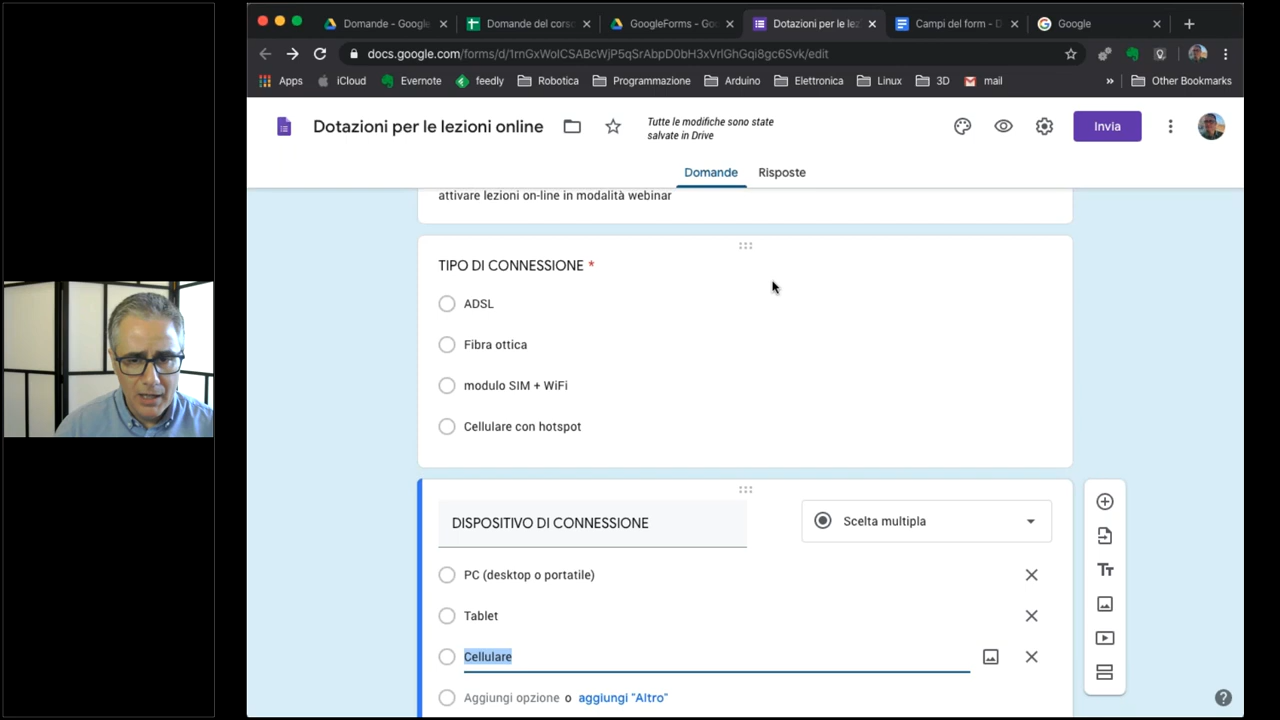 Domande - Google
Domande del corso
GoogleForms - Goo
Dotazioni per le lez
Campi del form - D
Google
docs.google.com/forms/d/1rnGxWoICSABcWjP5qSrAbpD0bH3xVrlGhGqi8gc6Svk/edit
Apps
iCloud
Evernote
feedly
Robotica
Programmazione
Arduino
Elettronica
Linux
3D
mail
»
Other Bookmarks
Dotazioni per le lezioni online
Tutte le modifiche sono state
salvate in Drive
Invia
Domande
Risposte
attivare lezioni on-line in modalità webinar
TIPO DI CONNESSIONE *
ADSL
Fibra ottica
modulo SIM + WiFi
Cellulare con hotspot
DISPOSITIVO DI CONNESSIONE
Scelta multipla
PC (desktop o portatile)
Tablet
Cellulare
Aggiungi opzione o aggiungi "Altro"